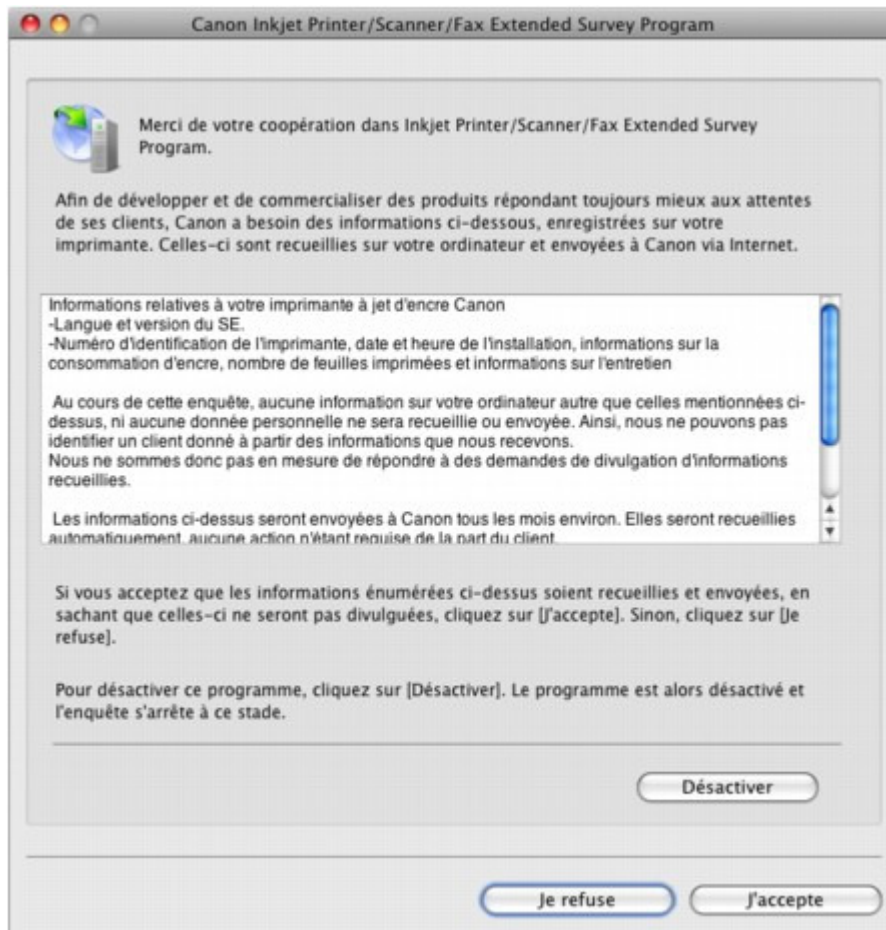 Canon Inkjet Printer/Scanner/Fax Extended Survey Program
Merci de votre coopération dans Inkjet Printer/Scanner/Fax Extended Survey
Program.
Afin de développer et de commercialiser des produits répondant toujours mieux aux attentes
de ses clients, Canon a besoin des informations ci-dessous, enregistrées sur votre
imprimante. Celles-ci sont recueillies sur votre ordinateur et envoyées à Canon via Internet.
Informations relatives à votre imprimante à jet d'encre Canon
-Langue et version du SE.
-Numéro d'identification de l'imprimante, date et heure de l'installation, informations sur la
consommation d'encre, nombre de feuilles imprimées et informations sur l'entretien
Au cours de cette enquête, aucune information sur votre ordinateur autre que celles mentionnées ci-
dessus, ni aucune donnée personnelle ne sera recueillie ou envoyée. Ainsi, nous ne pouvons pas
identifier un client donné à partir des informations que nous recevons.
Nous ne sommes donc pas en mesure de répondre à des demandes de divulgation d'informations
recueillies.
Les informations ci-dessus seront envoyées à Canon tous les mois environ. Elles seront recueillies
automatiquement, aucune action n'étant requise de la part du client.
Si vous acceptez que les informations énumérées ci-dessus soient recueillies et envoyées, en
sachant que celles-ci ne seront pas divulguées, cliquez sur [J'accepte]. Sinon, cliquez sur [Je
refuse].
Pour désactiver ce programme, cliquez sur [Désactiver]. Le programme est alors désactivé et
l'enquête s'arrête à ce stade.
Désactiver
Je refuse
J'accepte